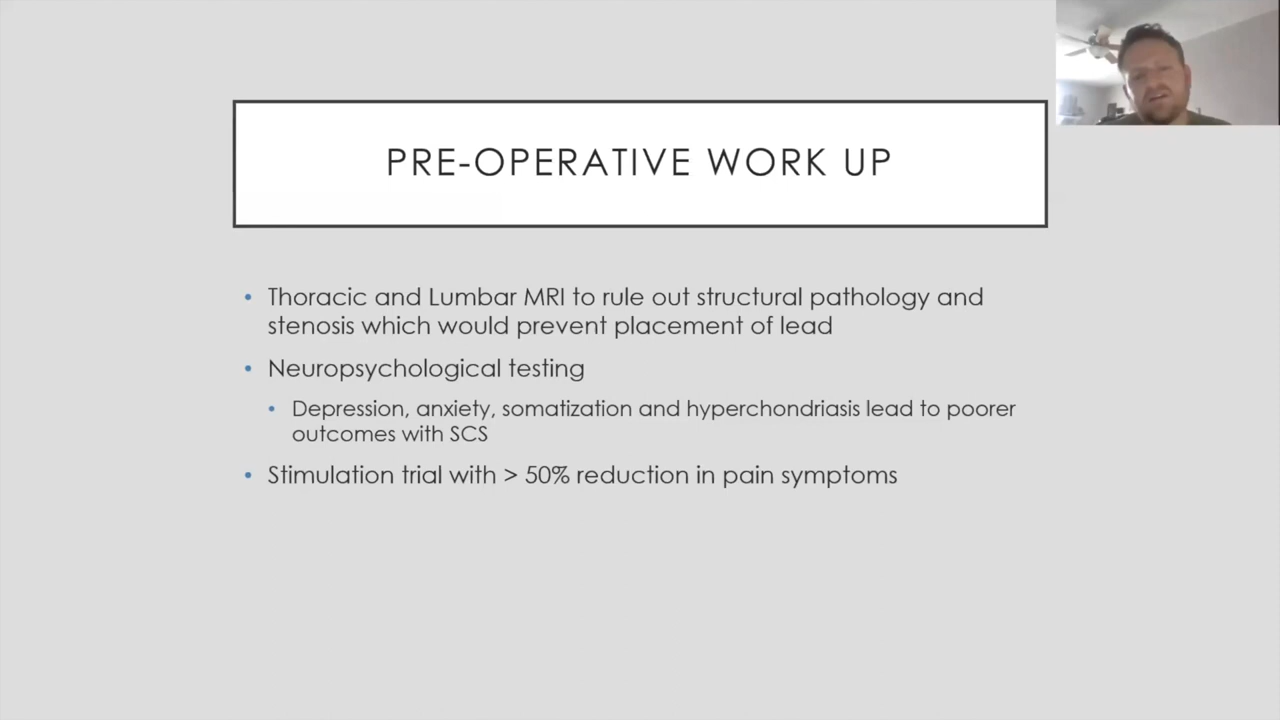 PRE-OPERATIVE WORK UP
• Thoracic and Lumbar MRI to rule out structural pathology and
stenosis which would prevent placement of lead
• Neuropsychological testing
• Depression, anxiety, somatization and hyperchondriasis lead to poorer
outcomes with SCS
• Stimulation trial with > 50% reduction in pain symptoms